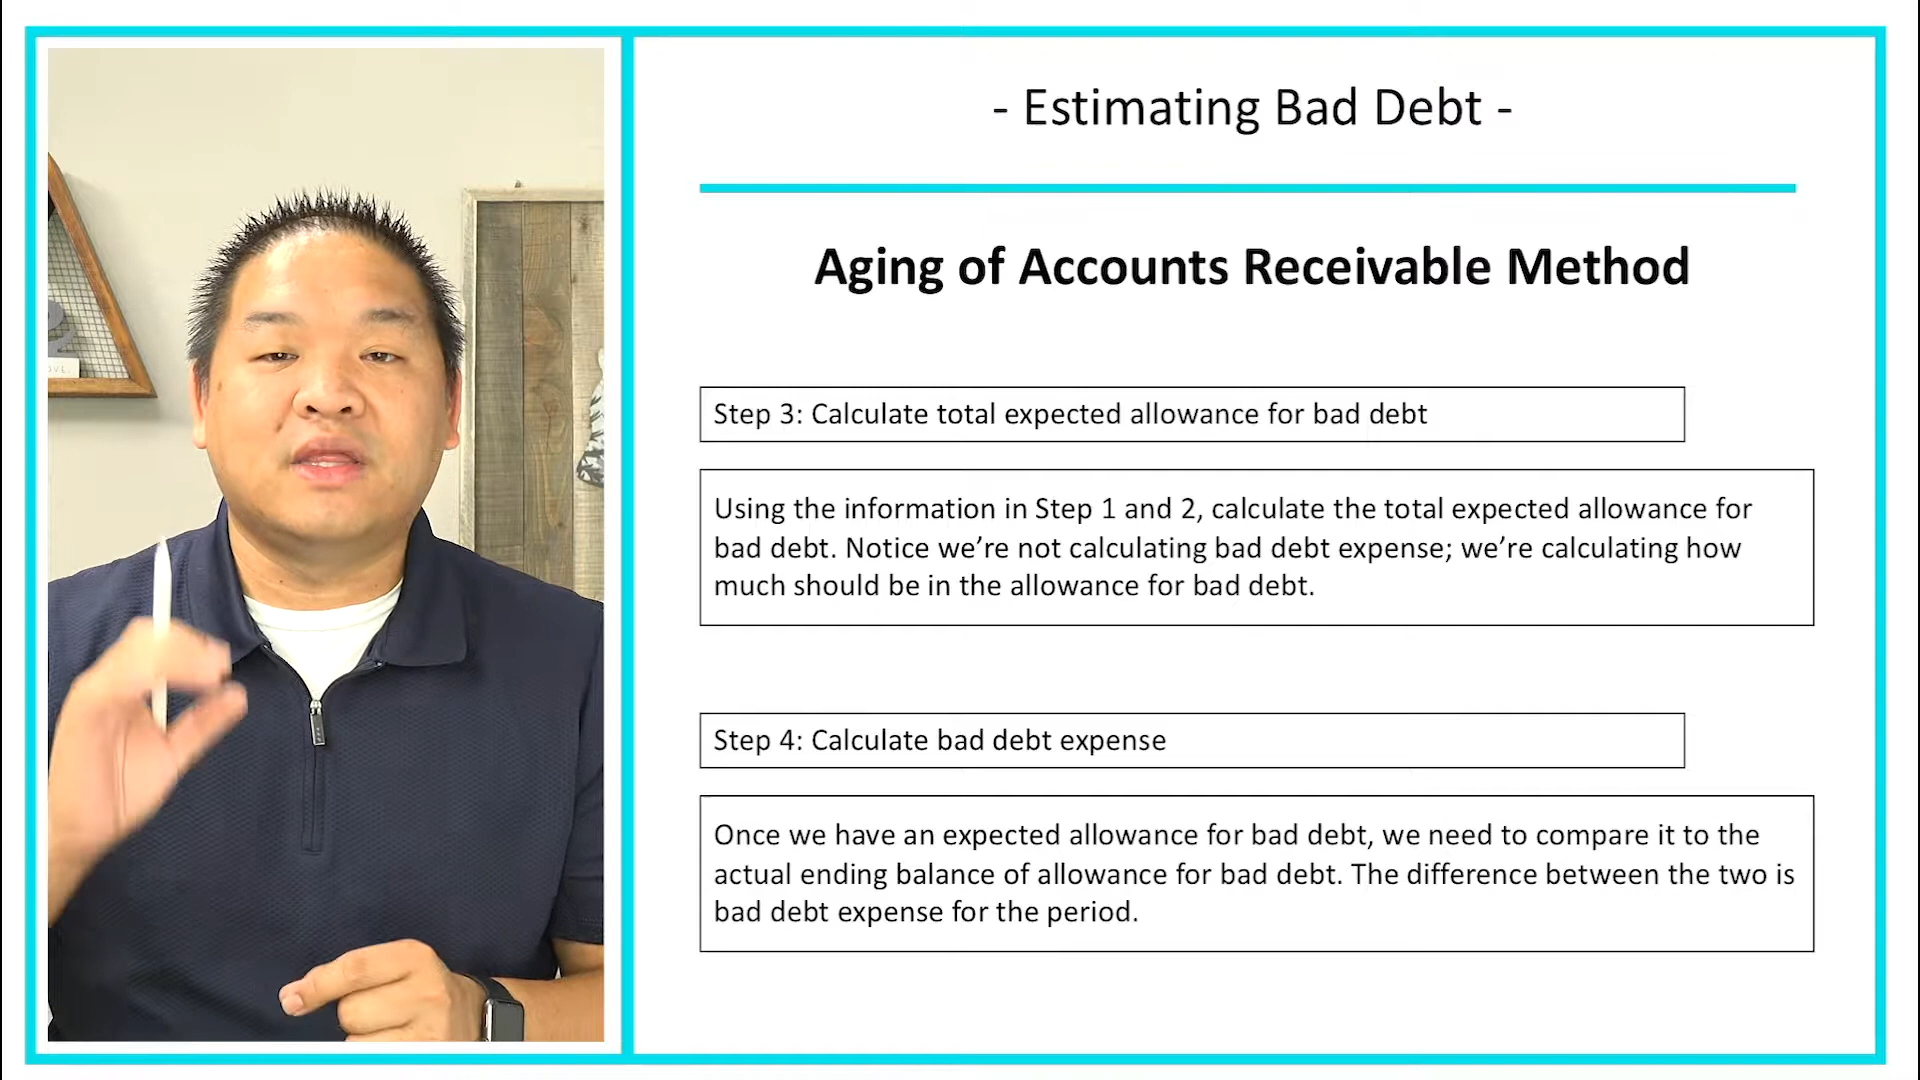 - Estimating Bad Debt -
Aging of Accounts Receivable Method
Step 3: Calculate total expected allowance for bad debt
Using the information in Step 1 and 2, calculate the total expected allowance for
bad debt. Notice we’re not calculating bad debt expense; we’re calculating how
much should be in the allowance for bad debt.
Step 4: Calculate bad debt expense
Once we have an expected allowance for bad debt, we need to compare it to the
actual ending balance of allowance for bad debt. The difference between the two is
bad debt expense for the period.